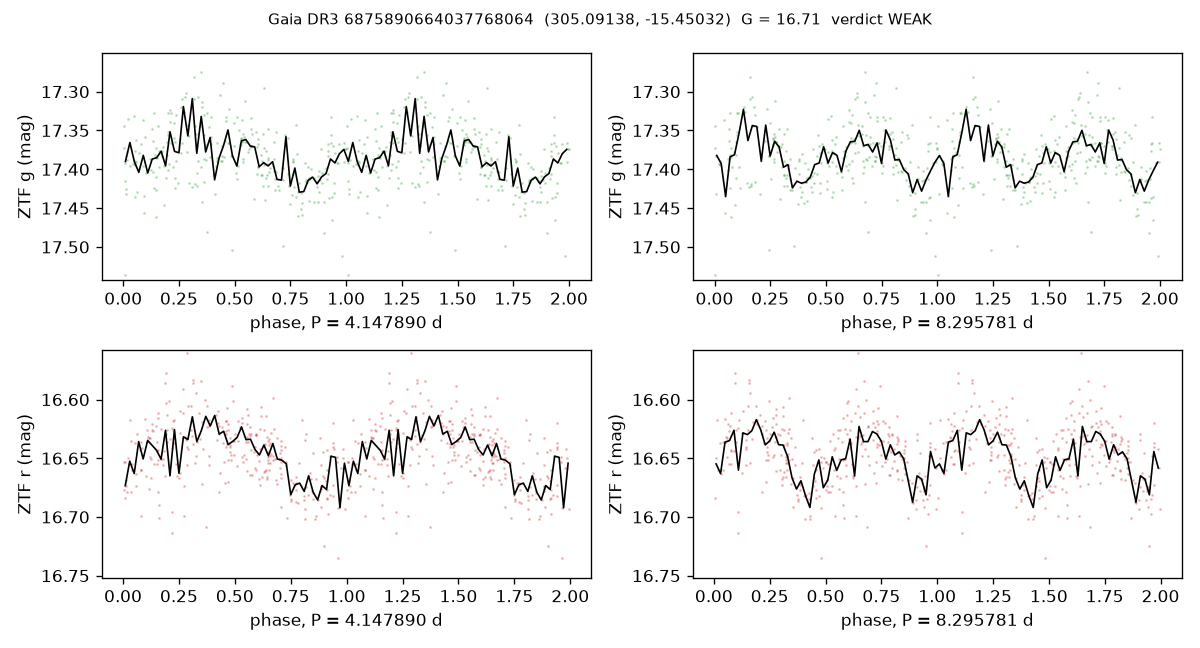 Gaia DR3 6875890664037768064 (305.09138, -15.45032) G = 16.71 verdict WEAK
ZTF g (mag)
17.30
17.35
17.40
17.45
17.50
0.00 0.25 0.50 0.75 1.00 1.25 1.50 1.75 2.00
phase, P = 4.147890 d
ZTF g (mag)
17.30
17.35
17.40
17.45
17.50
0.00 0.25 0.50 0.75 1.00 1.25 1.50 1.75 2.00
phase, P = 8.295781 d
ZTF r (mag)
16.60
16.65
16.70
16.75
0.00 0.25 0.50 0.75 1.00 1.25 1.50 1.75 2.00
phase, P = 4.147890 d
ZTF r (mag)
16.60
16.65
16.70
16.75
0.00 0.25 0.50 0.75 1.00 1.25 1.50 1.75 2.00
phase, P = 8.295781 d